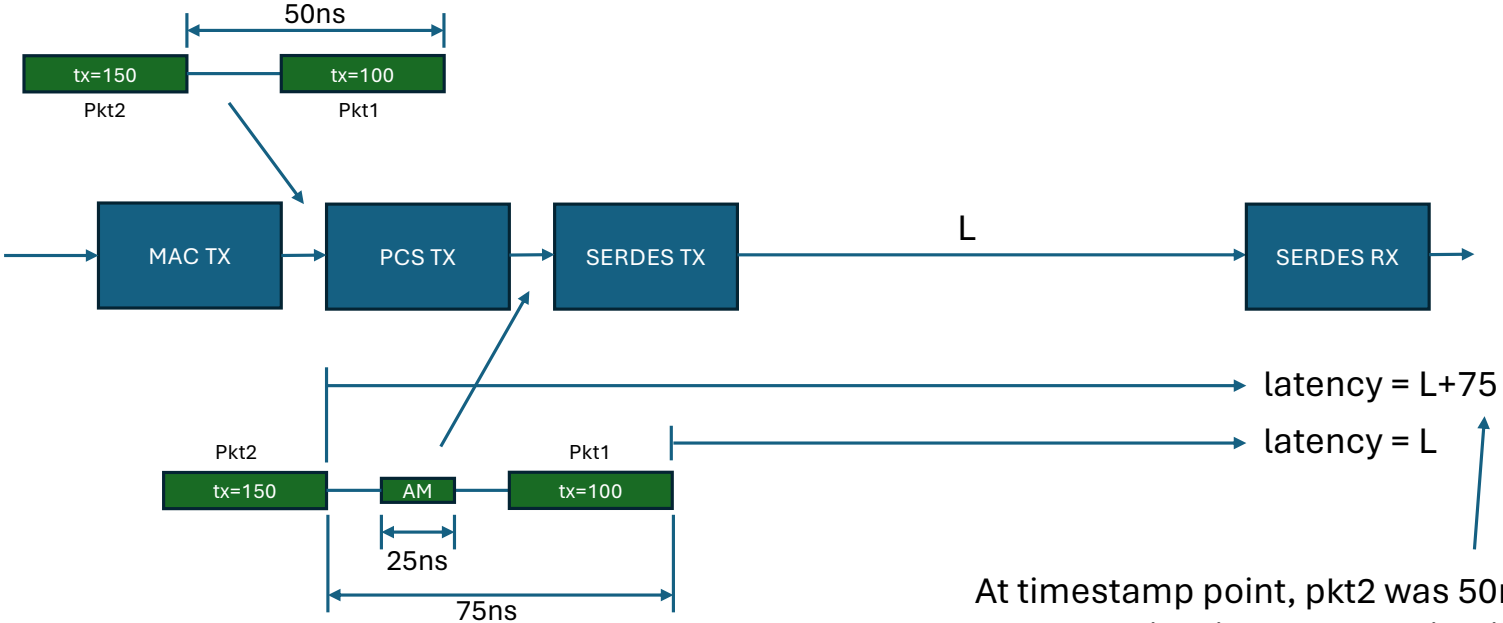 50ns
tx=150
tx=100
Pkt2
Pkt1
MAC TX
PCS TX
SERDES TX
L
SERDES RX
latency = L+75
latency = L
Pkt2
Pkt1
tx=150
AM
tx=100
25ns
75ns
At timestamp point, pkt2 was 50